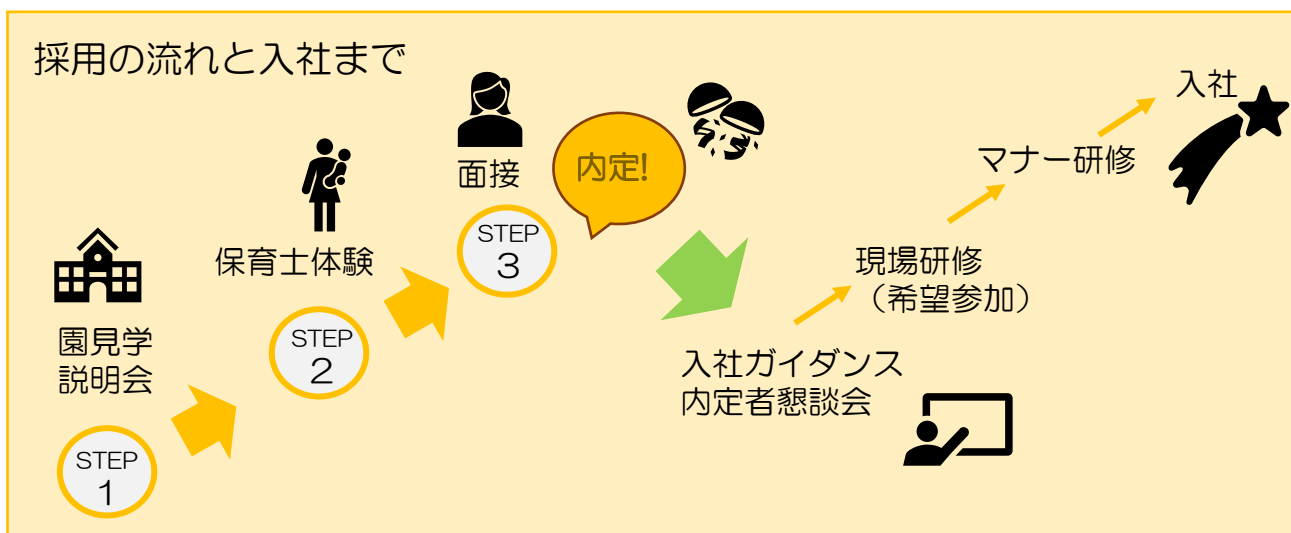 採用の流れと入社まで
園見学
説明会
STEP
1
保育士体験
STEP
2
面接
STEP
3
内定!
入社ガイダンス
内定者懇談会
現場研修
（希望参加）
マナー研修
入社